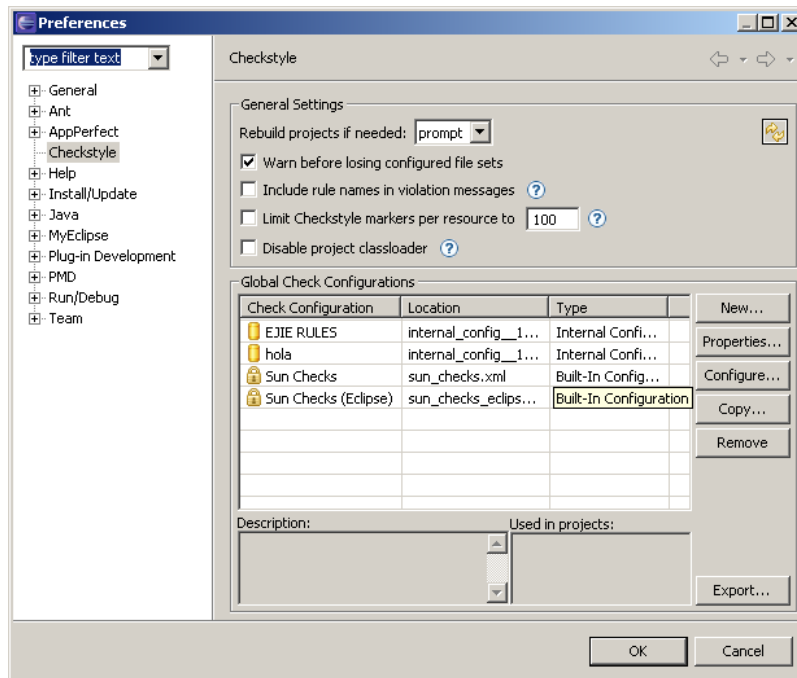 Preferences
type filter text
General
Ant
AppPerfect
Checkstyle
Help
Install/Update
Java
MyEclipse
Plug-in Development
PMD
Run/Debug
Team
Checkstyle
General Settings
Rebuild projects if needed: prompt
Warn before losing configured file sets
Include rule names in violation messages ?
Limit Checkstyle markers per resource to 100 ?
Disable project classloader ?
Global Check Configurations
Check Configuration Location Type
EJIE RULES internal_config__1... Internal Confi...
hola internal_config__1... Internal Confi...
Sun Checks sun_checks.xml Built-In Config...
Sun Checks (Eclipse) sun_checks_eclips... Built-In Configuration
New...
Properties...
Configure...
Copy...
Remove
Description: Used in projects:
Export...
OK Cancel